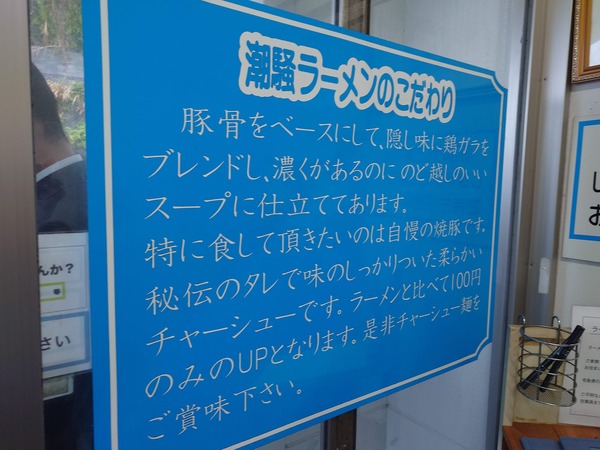 潮騒ラーメンのこだわり
豚骨をベースにして、隠し味に鶏ガラを
ブレンドし、濃くがあるのに のど越しのいい
スープに仕立ててあります。
特に食して頂きたいのは自慢の焼豚です。
秘伝のタレで味のしっかりついた柔らかい
チャーシューです。ラーメンと比べて100円
のみのUPとなります。是非チャーシュー麺を
ご賞味下さい。
んか?
さい